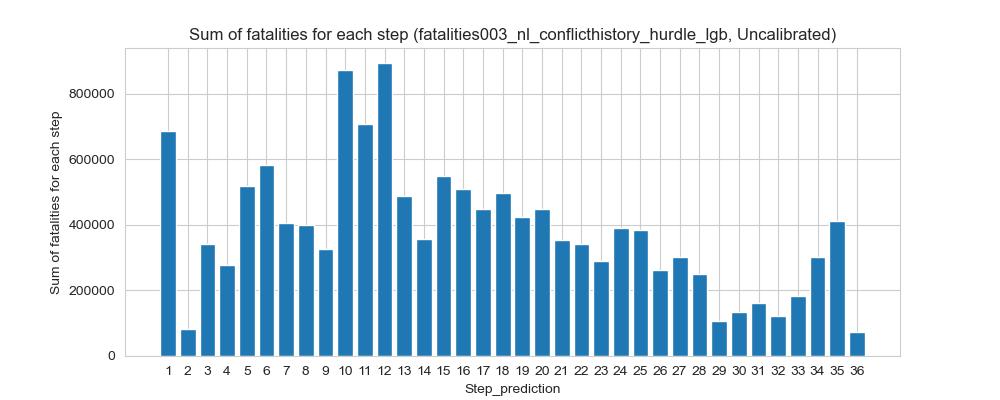 Sum of fatalities for each step (fatalities003_nl_conflicthistory_hurdle_lgb, Uncalibrated)
Sum of fatalities for each step
800000
600000
400000
200000
0
1 2 3 4 5 6 7 8 9 10 11 12 13 14 15 16 17 18 19 20 21 22 23 24 25 26 27 28 29 30 31 32 33 34 35 36
Step_prediction